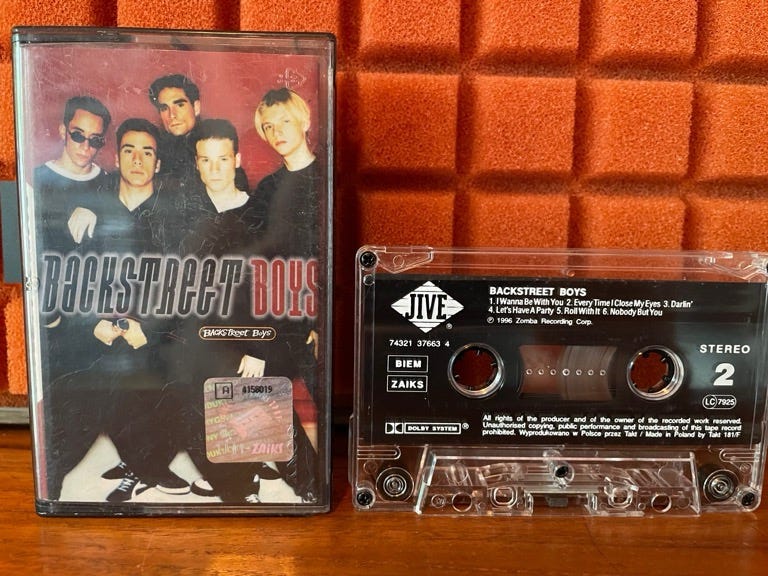 BACKSTREET BOYS
BACKSTREET BOYS
A 4158019
ZAIKS
JIVE
®
BACKSTREET BOYS
1. I Wanna Be With You 2. Every Time I Close My Eyes 3. Darlin'
4. Let's Have A Party 5. Roll With It 6. Nobody But You
℗ 1996 Zomba Recording Corp.
74321 37663 4
BIEM
ZAIKS
STEREO
2
LC 7925
DOLBY SYSTEM ®
All rights of the producer and of the owner of the recorded work reserved.
Unauthorised copying, public performance and broadcasting of this tape record
prohibited. Wyprodukowano w Polsce przez Takt / Made in Poland by Takt 181/F